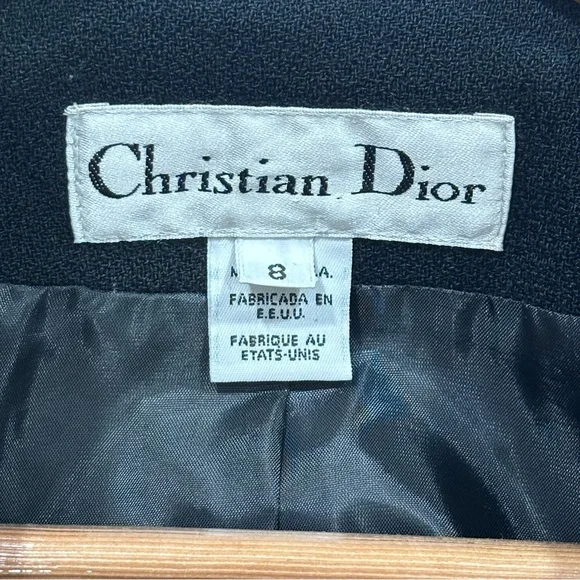 Christian Dior
8
M A.
FABRICADA EN
E.E.U.U.
FABRIQUE AU
ETATS-UNIS